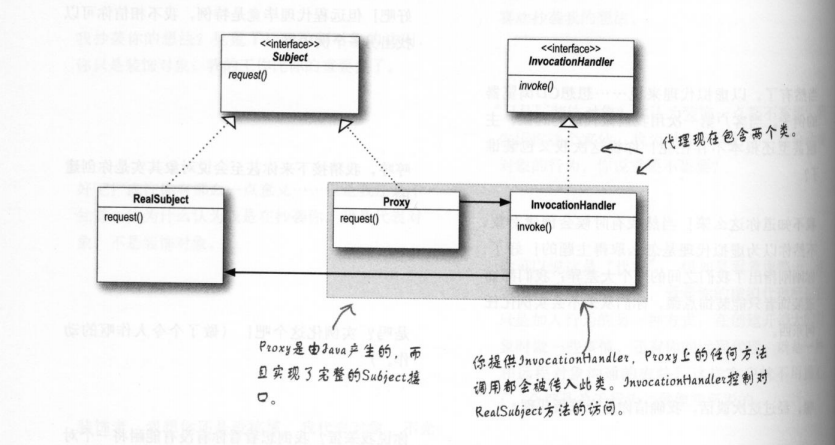 <<interface>>
Subject
request()
<<interface>>
InvocationHandler
invoke()
代理现在包含两个类。
RealSubject
request()
Proxy
request()
InvocationHandler
invoke()
Proxy是由Java产生的，而
且实现了完整的Subject接
口。
你提供InvocationHandler，Proxy上的任何方法
调用都会被传入此类。InvocationHandler控制对
RealSubject方法的访问。